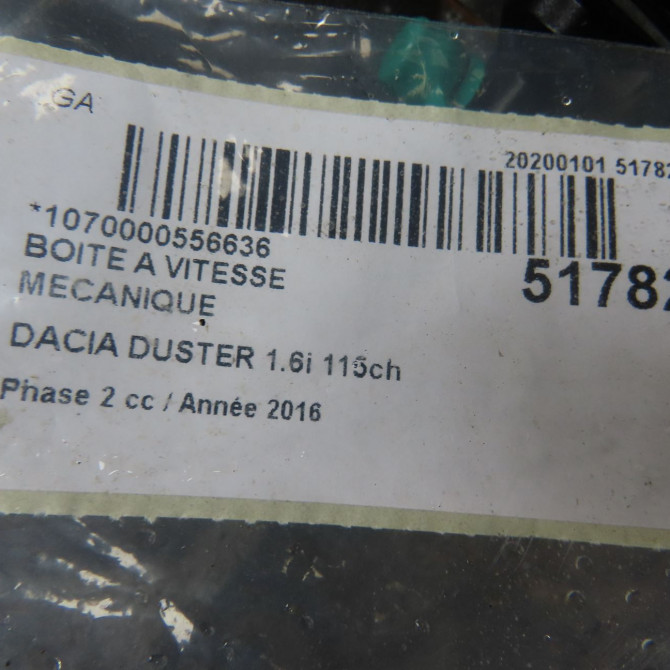 GA
20200101 5178
*1070000556636
BOITE A VITESSE
5178
MECANIQUE
DACIA DUSTER 1.6i 115ch
Phase 2 cc / Année 2016